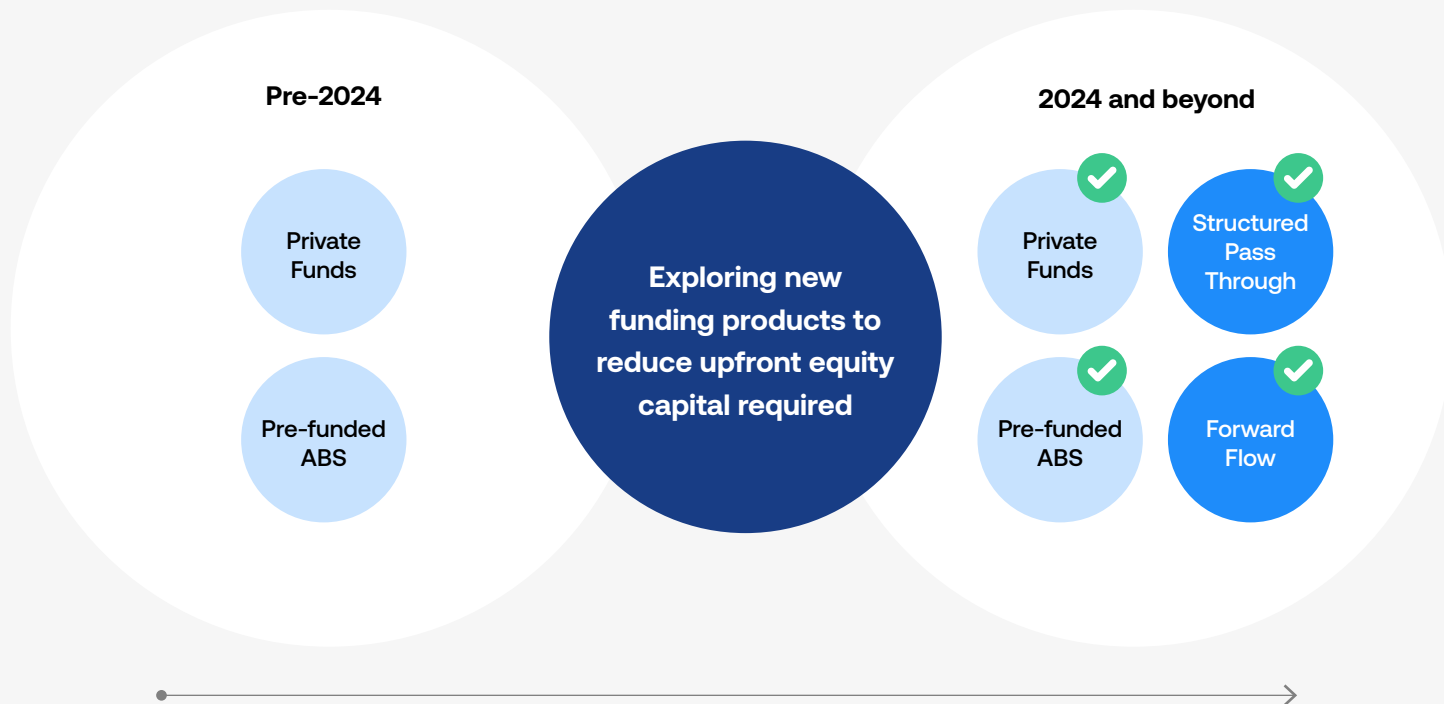 Pre-2024
Private
Funds
Pre-funded
ABS
Exploring new
funding products to
reduce upfront equity
capital required
2024 and beyond
Private
Funds
Structured
Pass
Through
Pre-funded
ABS
Forward
Flow